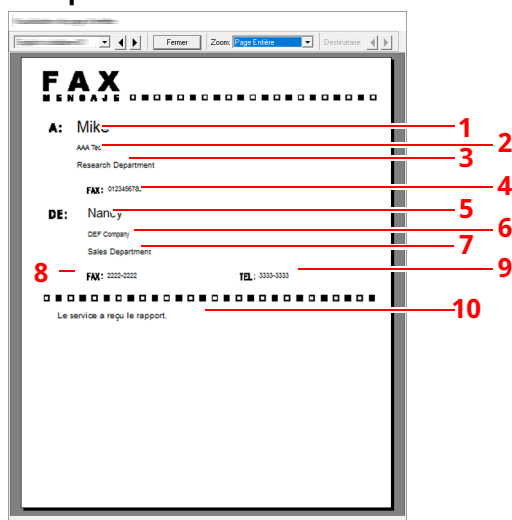 Fermer Zoom: Page Entière Destinataire:
FAX
MENSAJE
A: Mike 1
AAA Tec 2
Research Department 3
FAX: 012345678 4
DE: Nancy 5
DEF Company 6
Sales Department 7
8 FAX: 2222-2222 TEL: 3333-3333 9
Le service a reçu le rapport. 10